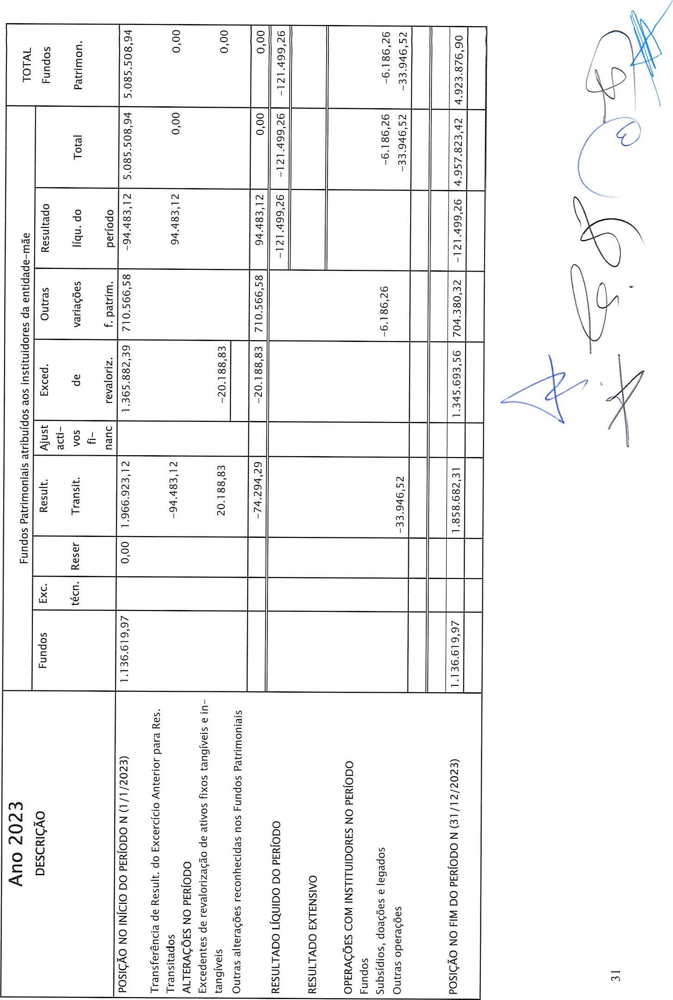 Ano 2023
DESCRIÇÃO
Fundos Patrimoniais atribuídos aos instituidores da entidade-mãe
TOTAL
Fundos
Patrimon.
Fundos
Exc.
técn.
Reser
Result.
Transit.
Ajust
acti-
vos
fi-
nanc
Exced.
de
revaloriz.
Outras
variações
f. patrim.
Resultado
líqu. do
período
Total
POSIÇÃO NO INÍCIO DO PERÍODO N (1/1/2023) 1.136.619,97 0,00 1.966.923,12 1.365.882,39 710.566,58 -94.483,12 5.085.508,94 5.085.508,94
Transferência de Result. do Excercício Anterior para Res.
Transitados -94.483,12 94.483,12 0,00 0,00
ALTERAÇÕES NO PERÍODO
Excedentes de revalorização de ativos fixos tangíveis e in-
tangíveis 20.188,83 -20.188,83 0,00
Outras alterações reconhecidas nos Fundos Patrimoniais
-74.294,29 -20.188,83 710.566,58 94.483,12 0,00 0,00
RESULTADO LÍQUIDO DO PERÍODO -121.499,26 -121.499,26 -121.499,26
RESULTADO EXTENSIVO
OPERAÇÕES COM INSTITUIDORES NO PERÍODO
Fundos
Subsídios, doações e legados -6.186,26 -6.186,26 -6.186,26
Outras operações -33.946,52 -33.946,52 -33.946,52
POSIÇÃO NO FIM DO PERÍODO N (31/12/2023) 1.136.619,97 1.858.682,31 1.345.693,56 704.380,32 -121.499,26 4.957.823,42 4.923.876,90
31